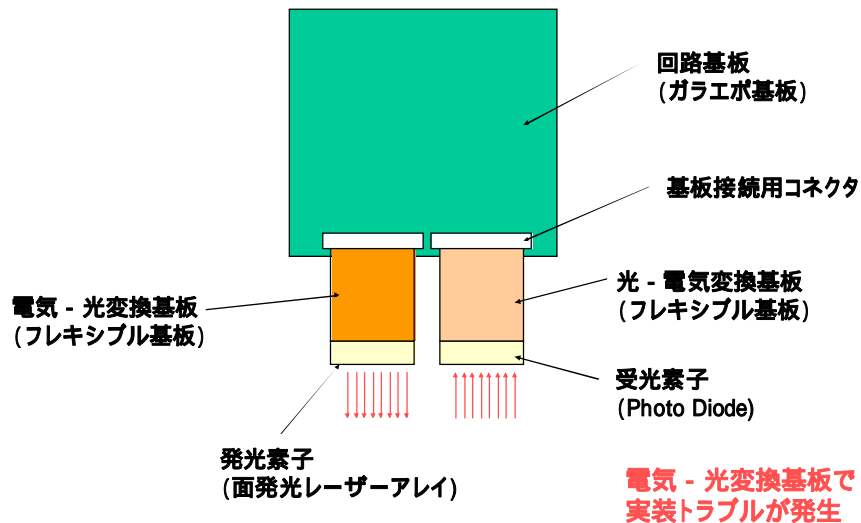 回路基板
(ガラエポ基板)
基板接続用コネクタ
光 - 電気変換基板
(フレキシブル基板)
電気 - 光変換基板
(フレキシブル基板)
受光素子
(Photo Diode)
発光素子
(面発光レーザーアレイ)
電気 - 光変換基板で
実装トラブルが発生